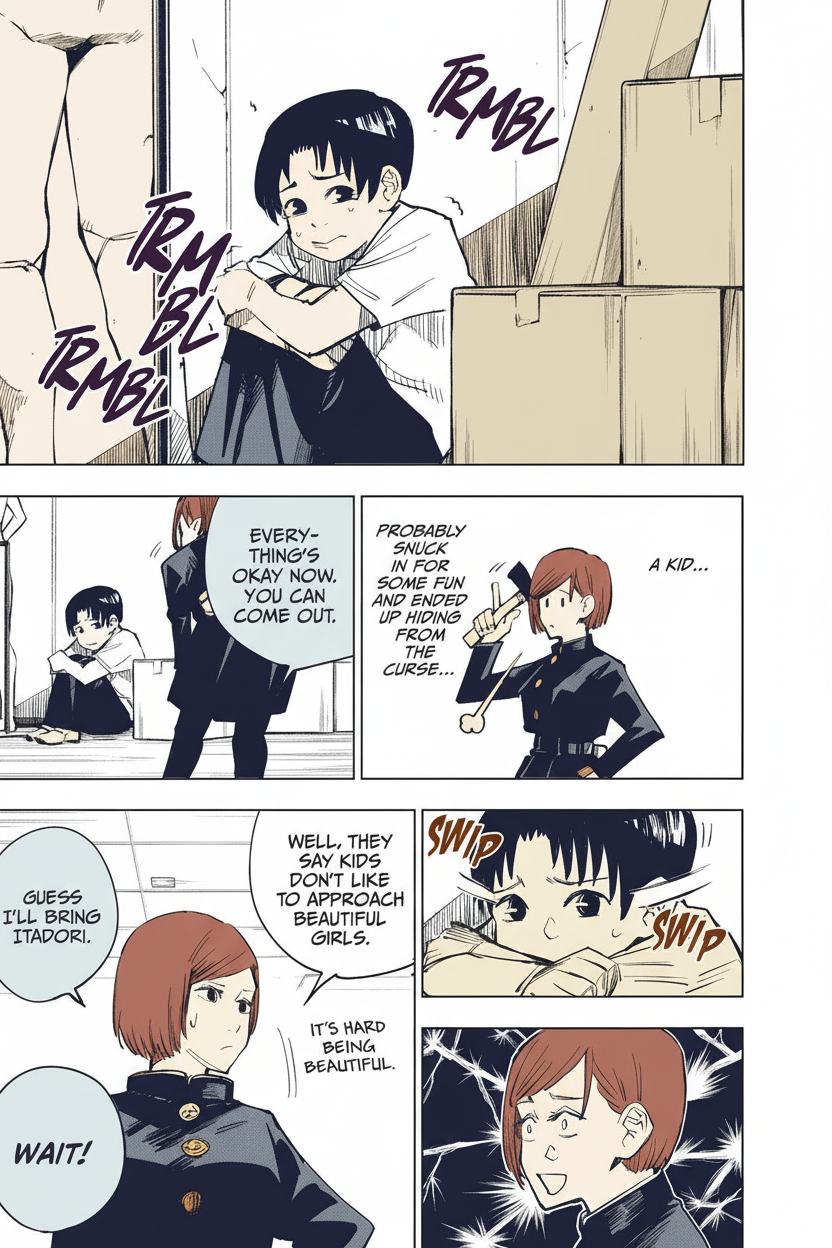 TRMBL
TRM
BL
TRMBL
A KID...
PROBABLY
SNUCK
IN FOR
SOME FUN
AND ENDED
UP HIDING
FROM
THE
CURSE...
EVERY-
THING'S
OKAY NOW.
YOU CAN
COME OUT.
SWIP
SWIP
WELL, THEY
SAY KIDS
DON'T LIKE
TO APPROACH
BEAUTIFUL
GIRLS.
IT'S HARD
BEING
BEAUTIFUL.
GUESS
I'LL BRING
ITADORI.
WAIT!